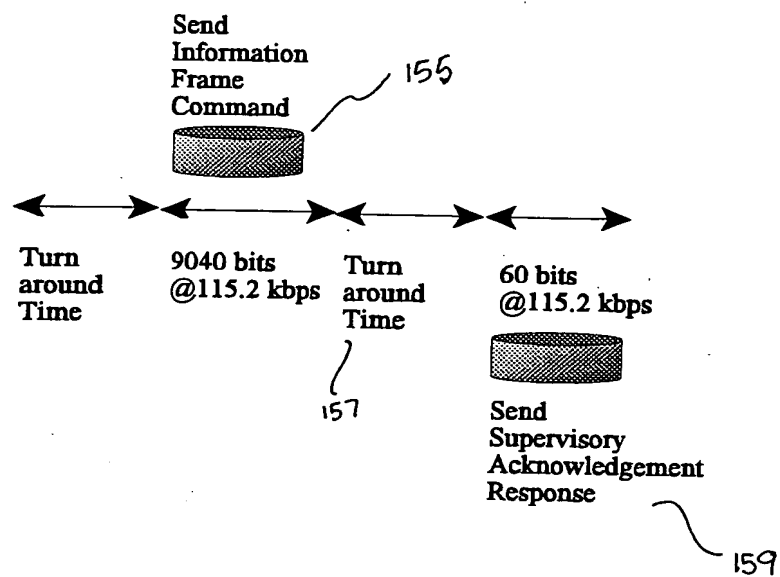 Send
Information
Frame
Command
155
Turn
around
Time
9040 bits
@115.2 kbps
Turn
around
Time
157
60 bits
@115.2 kbps
Send
Supervisory
Acknowledgement
Response
159